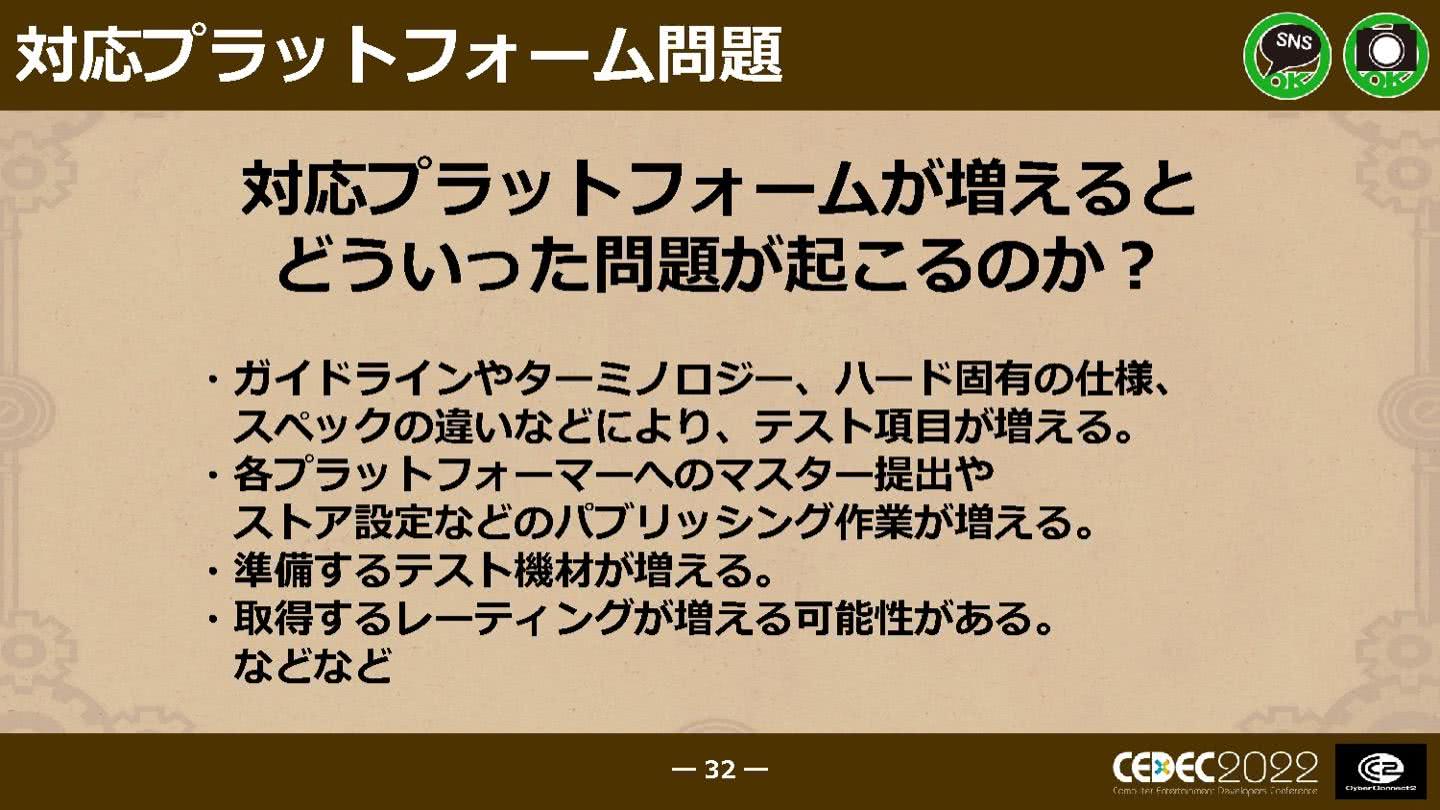 対応プラットフォーム問題
SNS
OK
OK
対応プラットフォームが増えると
どういった問題が起こるのか？
・ガイドラインやターミノロジー、ハード固有の仕様、
スペックの違いなどにより、テスト項目が増える。
・各プラットフォーマーへのマスター提出や
ストア設定などのパブリッシング作業が増える。
・準備するテスト機材が増える。
・取得するレーティングが増える可能性がある。
などなど
― 32 ―
CEDEC2022
Computer Entertainment Developers Conference
CyberConnect2